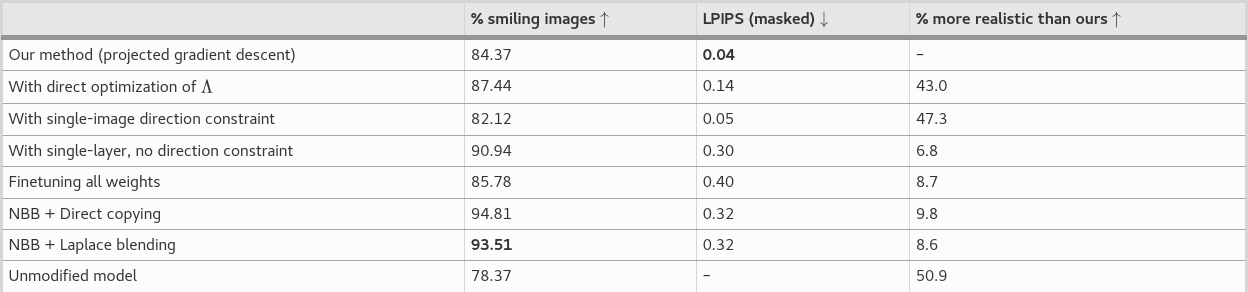 % smiling images ↑ LPIPS (masked) ↓ % more realistic than ours ↑
Our method (projected gradient descent) 84.37 0.04 –
With direct optimization of Λ 87.44 0.14 43.0
With single-image direction constraint 82.12 0.05 47.3
With single-layer, no direction constraint 90.94 0.30 6.8
Finetuning all weights 85.78 0.40 8.7
NBB + Direct copying 94.81 0.32 9.8
NBB + Laplace blending 93.51 0.32 8.6
Unmodified model 78.37 – 50.9